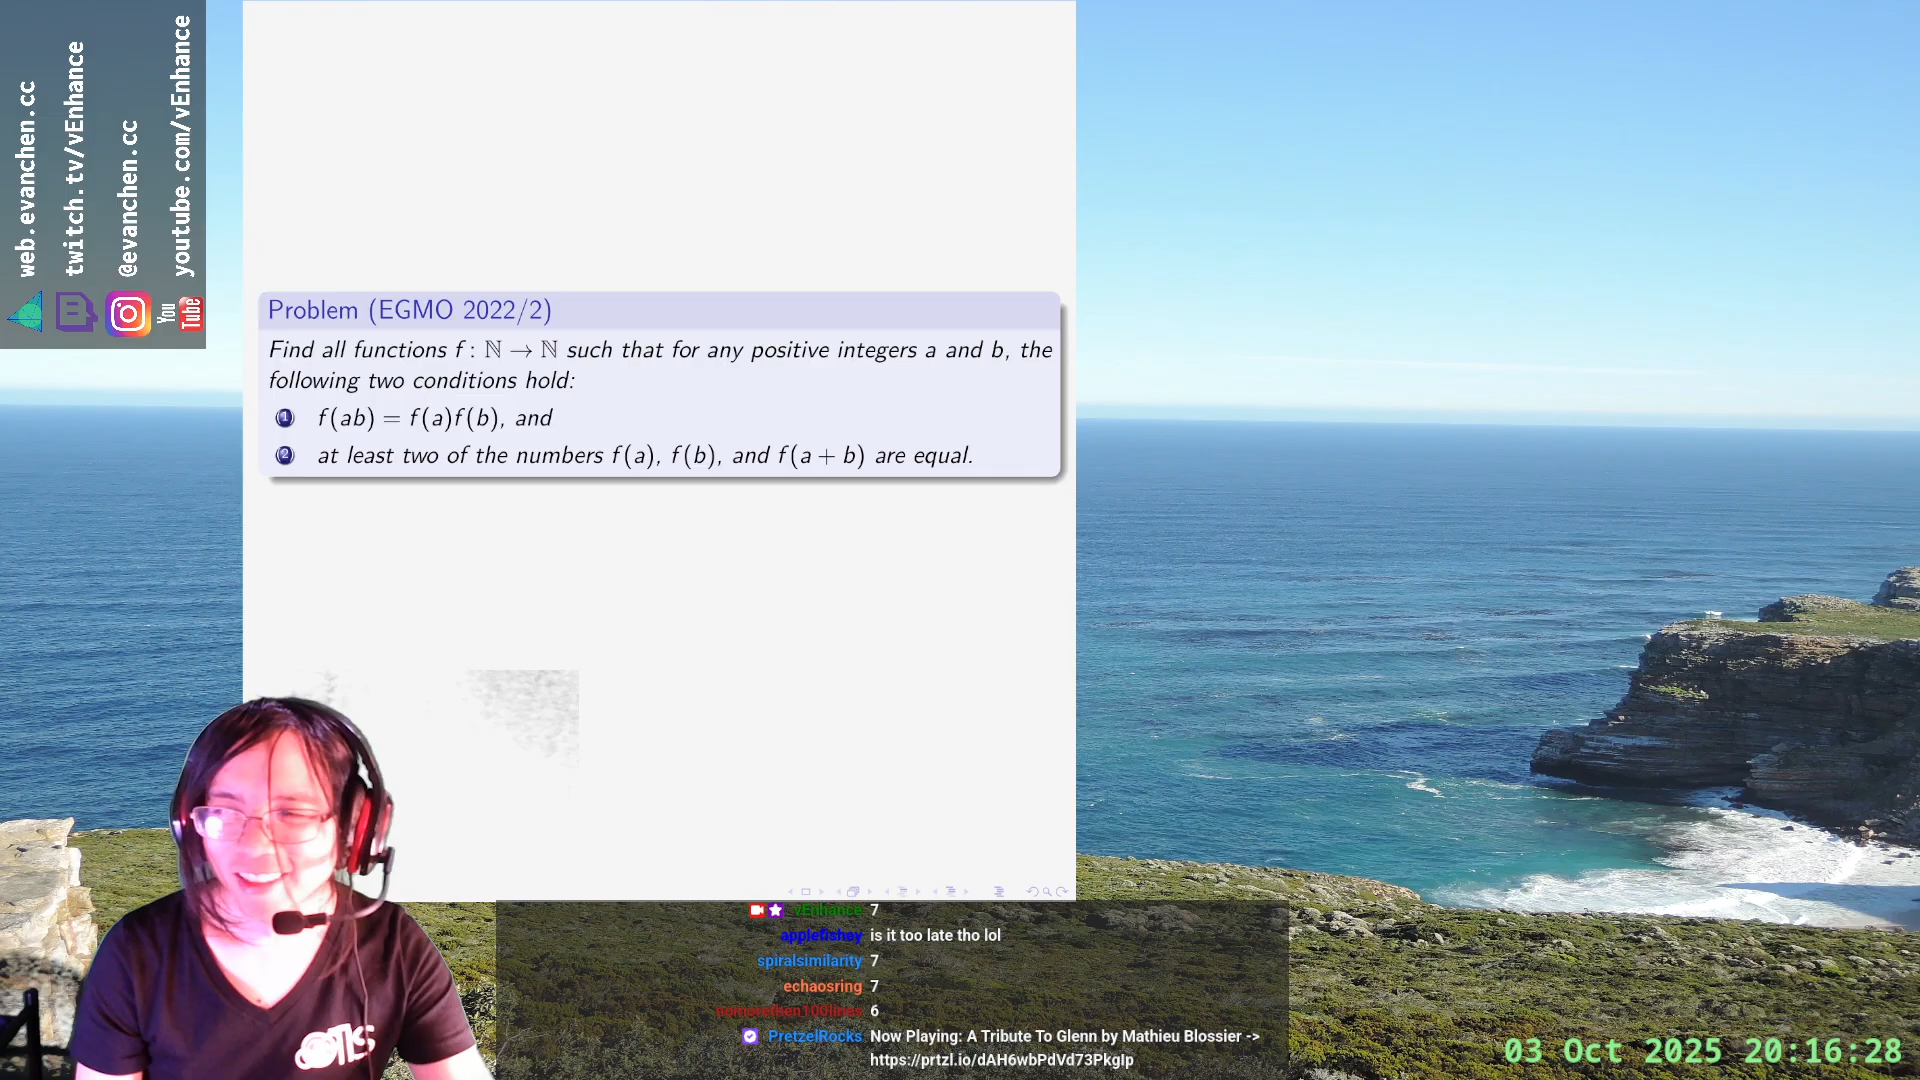 web.evanchen.cc
twitch.tv/vEnhance
@evanchen.cc
youtube.com/vEnhance
You
Tube
Problem (EGMO 2022/2)
Find all functions f : ℕ → ℕ such that for any positive integers a and b, the
following two conditions hold:
1 f(ab) = f(a)f(b), and
2 at least two of the numbers f(a), f(b), and f(a + b) are equal.
OTIS
vEnhance 7
applefishey is it too late tho lol
spiralsimilarity 7
echaosring 7
nomorethen100lines 6
PretzelRocks Now Playing: A Tribute To Glenn by Mathieu Blossier ->
https://prtzl.io/dAH6wbPdVd73PkgIp
03 Oct 2025 20:16:28